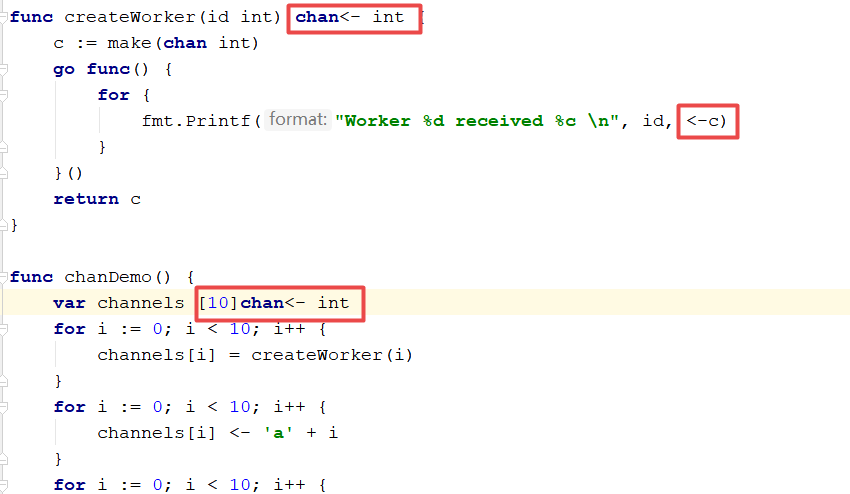 func createWorker(id int) chan<- int {
    c := make(chan int)
    go func() {
        for {
            fmt.Printf( format: "Worker %d received %c \n", id, <-c)
        }
    }()
    return c
}
func chanDemo() {
    var channels [10]chan<- int
    for i := 0; i < 10; i++ {
        channels[i] = createWorker(i)
    }
    for i := 0; i < 10; i++ {
        channels[i] <- 'a' + i
    }
    for i := 0; i < 10; i++ {